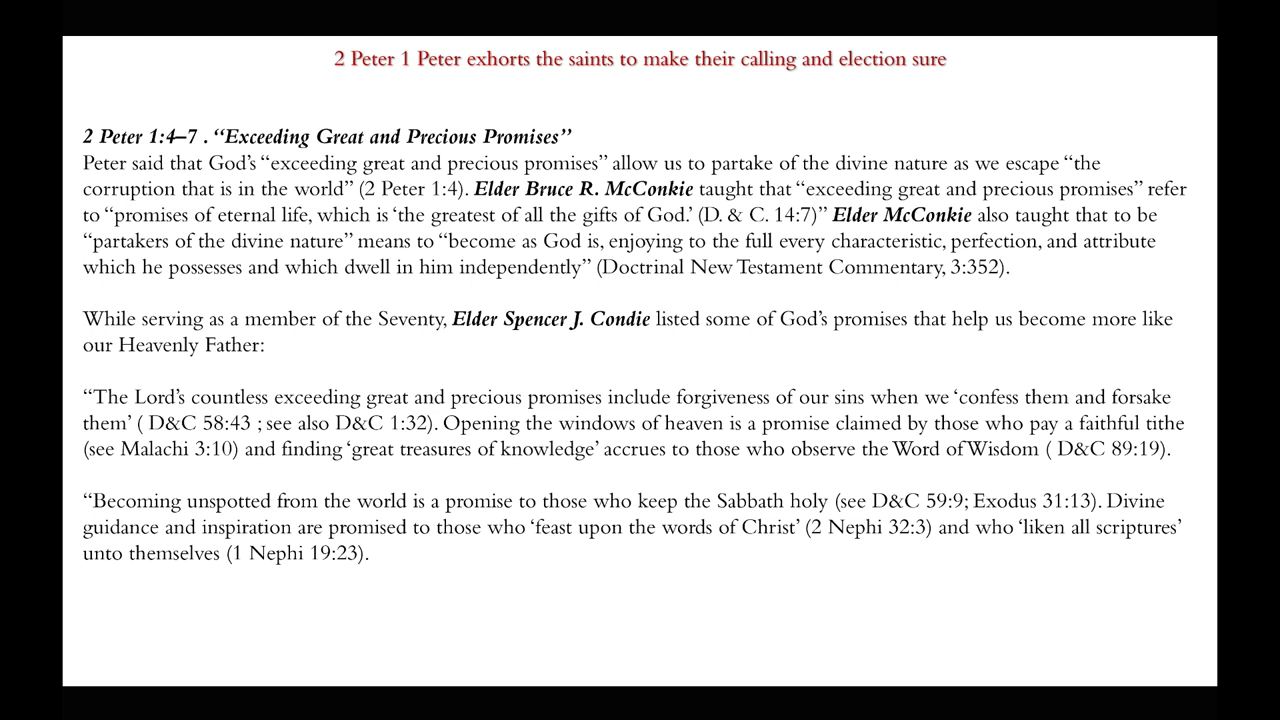 2 Peter 1 Peter exhorts the saints to make their calling and election sure
2 Peter 1:4–7 . “Exceeding Great and Precious Promises”
Peter said that God’s “exceeding great and precious promises” allow us to partake of the divine nature as we escape “the
corruption that is in the world” (2 Peter 1:4). Elder Bruce R. McConkie taught that “exceeding great and precious promises” refer
to “promises of eternal life, which is ‘the greatest of all the gifts of God.’ (D. & C. 14:7)” Elder McConkie also taught that to be
“partakers of the divine nature” means to “become as God is, enjoying to the full every characteristic, perfection, and attribute
which he possesses and which dwell in him independently” (Doctrinal New Testament Commentary, 3:352).
While serving as a member of the Seventy, Elder Spencer J. Condie listed some of God’s promises that help us become more like
our Heavenly Father:
“The Lord’s countless exceeding great and precious promises include forgiveness of our sins when we ‘confess them and forsake
them’ ( D&C 58:43 ; see also D&C 1:32). Opening the windows of heaven is a promise claimed by those who pay a faithful tithe
(see Malachi 3:10) and finding ‘great treasures of knowledge’ accrues to those who observe the Word of Wisdom ( D&C 89:19).
“Becoming unspotted from the world is a promise to those who keep the Sabbath holy (see D&C 59:9; Exodus 31:13). Divine
guidance and inspiration are promised to those who ‘feast upon the words of Christ’ (2 Nephi 32:3) and who ‘liken all scriptures’
unto themselves (1 Nephi 19:23).